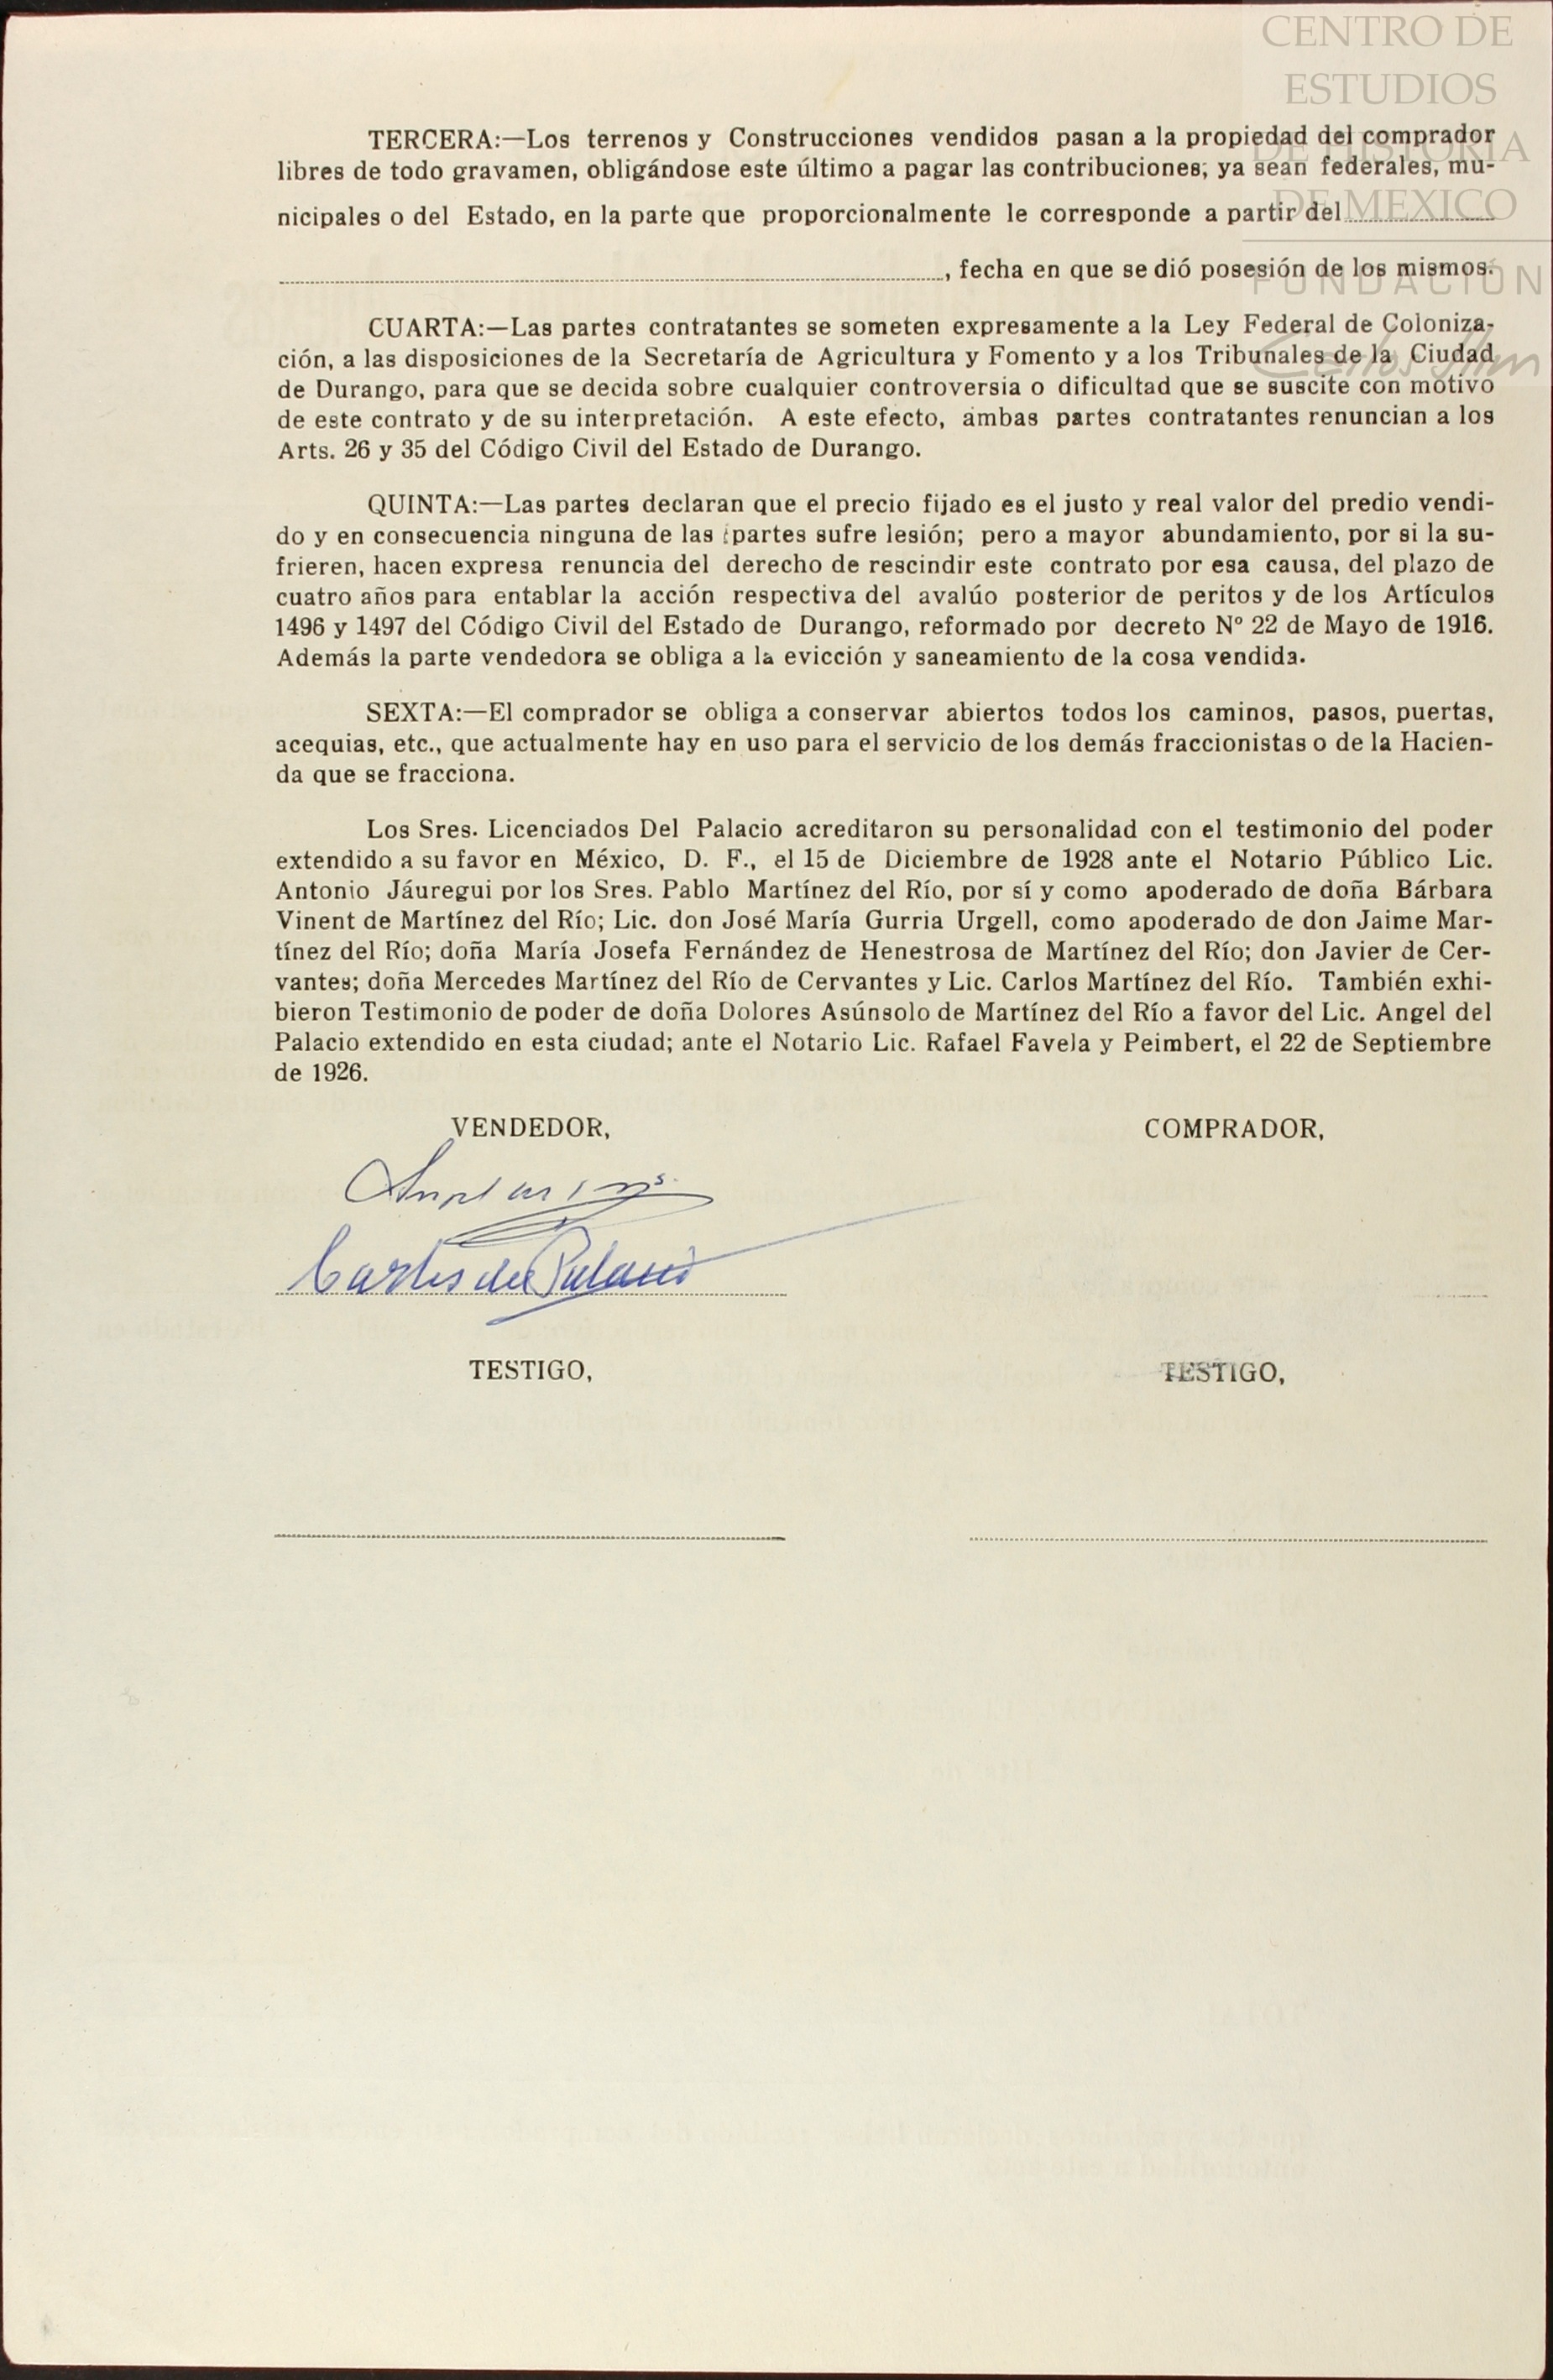 CENTRO DE
ESTUDIOS
DE HISTORIA
DE MEXICO
FUNDACIÓN
Carlos Slim
TERCERA:—Los terrenos y Construcciones vendidos pasan a la propiedad del comprador
libres de todo gravamen, obligándose este último a pagar las contribuciones; ya sean federales, mu-
nicipales o del Estado, en la parte que proporcionalmente le corresponde a partir del
, fecha en que se dió posesión de los mismos.
CUARTA:—Las partes contratantes se someten expresamente a la Ley Federal de Coloniza-
ción, a las disposiciones de la Secretaría de Agricultura y Fomento y a los Tribunales de la Ciudad
de Durango, para que se decida sobre cualquier controversia o dificultad que se suscite con motivo
de este contrato y de su interpretación. A este efecto, ambas partes contratantes renuncian a los
Arts. 26 y 35 del Código Civil del Estado de Durango.
QUINTA:—Las partes declaran que el precio fijado es el justo y real valor del predio vendi-
do y en consecuencia ninguna de las partes sufre lesión; pero a mayor abundamiento, por si la su-
frieren, hacen expresa renuncia del derecho de rescindir este contrato por esa causa, del plazo de
cuatro años para entablar la acción respectiva del avalúo posterior de peritos y de los Artículos
1496 y 1497 del Código Civil del Estado de Durango, reformado por decreto Nº 22 de Mayo de 1916.
Además la parte vendedora se obliga a la evicción y saneamiento de la cosa vendida.
SEXTA:—El comprador se obliga a conservar abiertos todos los caminos, pasos, puertas,
acequias, etc., que actualmente hay en uso para el servicio de los demás fraccionistas o de la Hacien-
da que se fracciona.
Los Sres. Licenciados Del Palacio acreditaron su personalidad con el testimonio del poder
extendido a su favor en México, D. F., el 15 de Diciembre de 1928 ante el Notario Público Lic.
Antonio Jáuregui por los Sres. Pablo Martínez del Río, por sí y como apoderado de doña Bárbara
Vinent de Martínez del Río; Lic. don José María Gurria Urgell, como apoderado de don Jaime Mar-
tínez del Río; doña María Josefa Fernández de Henestrosa de Martínez del Río; don Javier de Cer-
vantes; doña Mercedes Martínez del Río de Cervantes y Lic. Carlos Martínez del Río. También exhi-
bieron Testimonio de poder de doña Dolores Asúnsolo de Martínez del Río a favor del Lic. Angel del
Palacio extendido en esta ciudad; ante el Notario Lic. Rafael Favela y Peimbert, el 22 de Septiembre
de 1926.
VENDEDOR,
COMPRADOR,
Carlos del Palacio
TESTIGO,
TESTIGO,